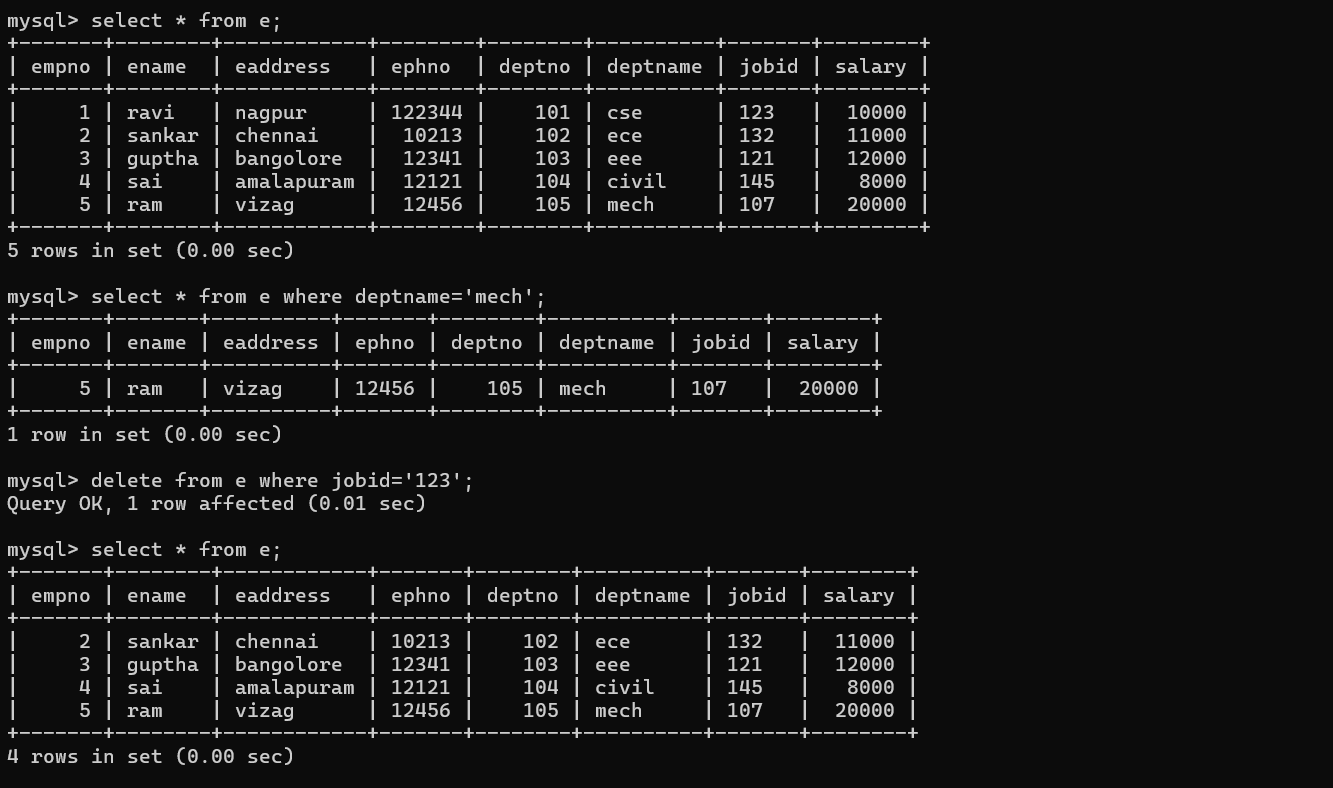 mysql> select * from e;
+-------+--------+------------+--------+--------+----------+-------+--------+
| empno | ename  | eaddress   | ephno  | deptno | deptname | jobid | salary |
+-------+--------+------------+--------+--------+----------+-------+--------+
|     1 | ravi   | nagpur     | 122344 |    101 | cse      | 123   |  10000 |
|     2 | sankar | chennai    |  10213 |    102 | ece      | 132   |  11000 |
|     3 | guptha | bangolore  |  12341 |    103 | eee      | 121   |  12000 |
|     4 | sai    | amalapuram |  12121 |    104 | civil    | 145   |   8000 |
|     5 | ram    | vizag      |  12456 |    105 | mech     | 107   |  20000 |
+-------+--------+------------+--------+--------+----------+-------+--------+
5 rows in set (0.00 sec)

mysql> select * from e where deptname='mech';
+-------+-------+----------+-------+--------+----------+-------+--------+
| empno | ename | eaddress | ephno | deptno | deptname | jobid | salary |
+-------+-------+----------+-------+--------+----------+-------+--------+
|     5 | ram   | vizag    | 12456 |    105 | mech     | 107   |  20000 |
+-------+-------+----------+-------+--------+----------+-------+--------+
1 row in set (0.00 sec)

mysql> delete from e where jobid='123';
Query OK, 1 row affected (0.01 sec)

mysql> select * from e;
+-------+--------+------------+-------+--------+----------+-------+--------+
| empno | ename  | eaddress   | ephno | deptno | deptname | jobid | salary |
+-------+--------+------------+-------+--------+----------+-------+--------+
|     2 | sankar | chennai    | 10213 |    102 | ece      | 132   |  11000 |
|     3 | guptha | bangolore  | 12341 |    103 | eee      | 121   |  12000 |
|     4 | sai    | amalapuram | 12121 |    104 | civil    | 145   |   8000 |
|     5 | ram    | vizag      | 12456 |    105 | mech     | 107   |  20000 |
+-------+--------+------------+-------+--------+----------+-------+--------+
4 rows in set (0.00 sec)